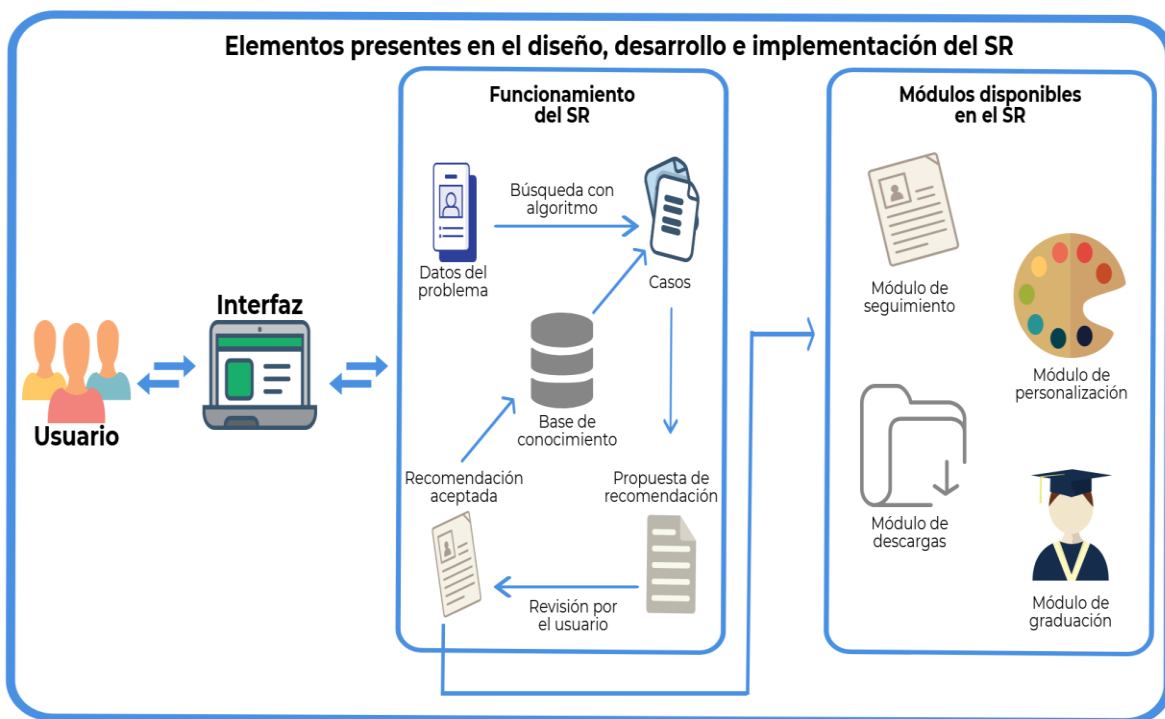 Elementos presentes en el diseño, desarrollo e implementación del SR
Funcionamiento
del SR
Módulos disponibles
en el SR
Búsqueda con
algoritmo
Datos del
problema
Casos
Módulo de
seguimiento
Interfaz
Usuario
Base de
conocimiento
Módulo de
personalización
Recomendación
aceptada
Propuesta de
recomendación
Módulo de
descargas
Revisión por
el usuario
Módulo de
graduación